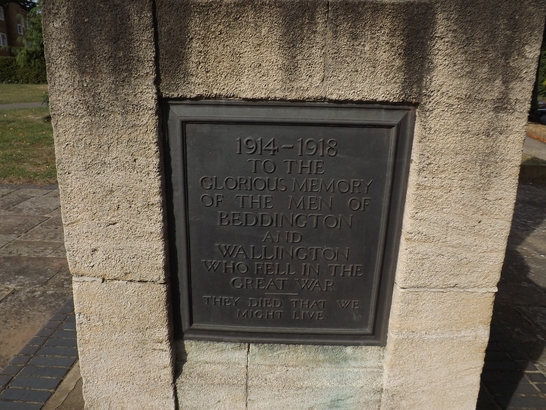 1914-1918
TO THE
GLORIOUS MEMORY
OF THE MEN OF
BEDDINGTON
AND
WALLINGTON
WHO FELL IN THE
GREAT WAR
THEY DIED THAT WE
MIGHT LIVE